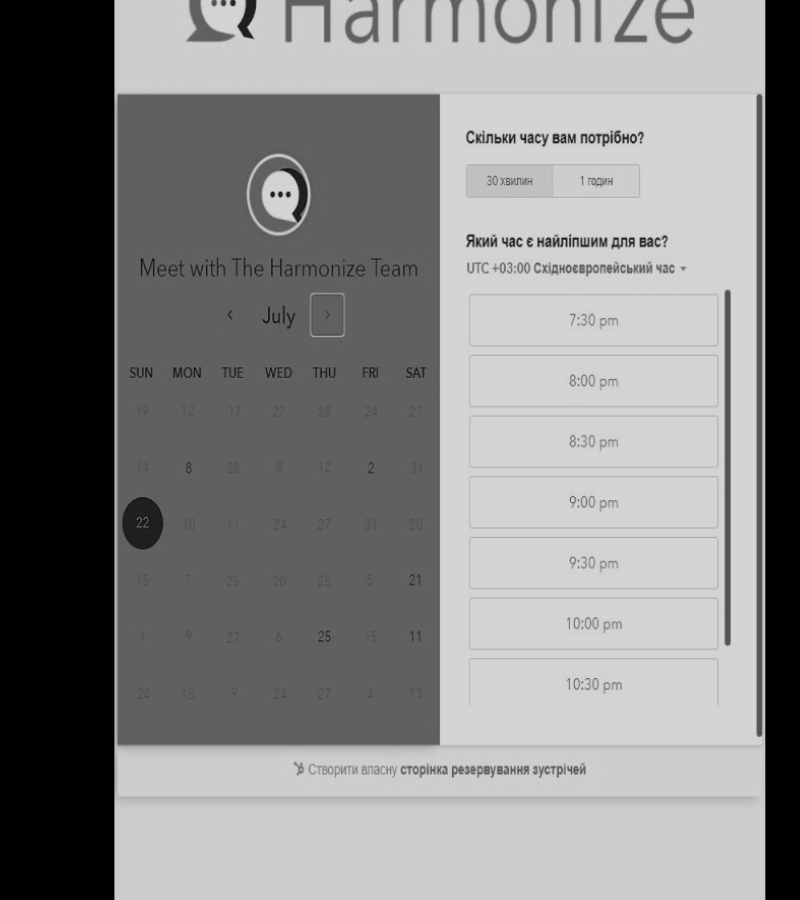 Harmonize
Meet with The Harmonize Team
‹ July ›
SUN MON TUE WED THU FRI SAT
19 12 17 27 28 24 27
14 8 28 8 12 2 31
22 10 11 24 27 31 20
15 7 25 20 25 5 21
1 9 27 6 25 15 11
24 18 9 24 27 4 13
Скільки часу вам потрібно?
30 хвилин 1 годин
Який час є найліпшим для вас?
UTC +03:00 Східноєвропейський час
7:30 pm
8:00 pm
8:30 pm
9:00 pm
9:30 pm
10:00 pm
10:30 pm
Створити власну сторінка резервування зустрічей